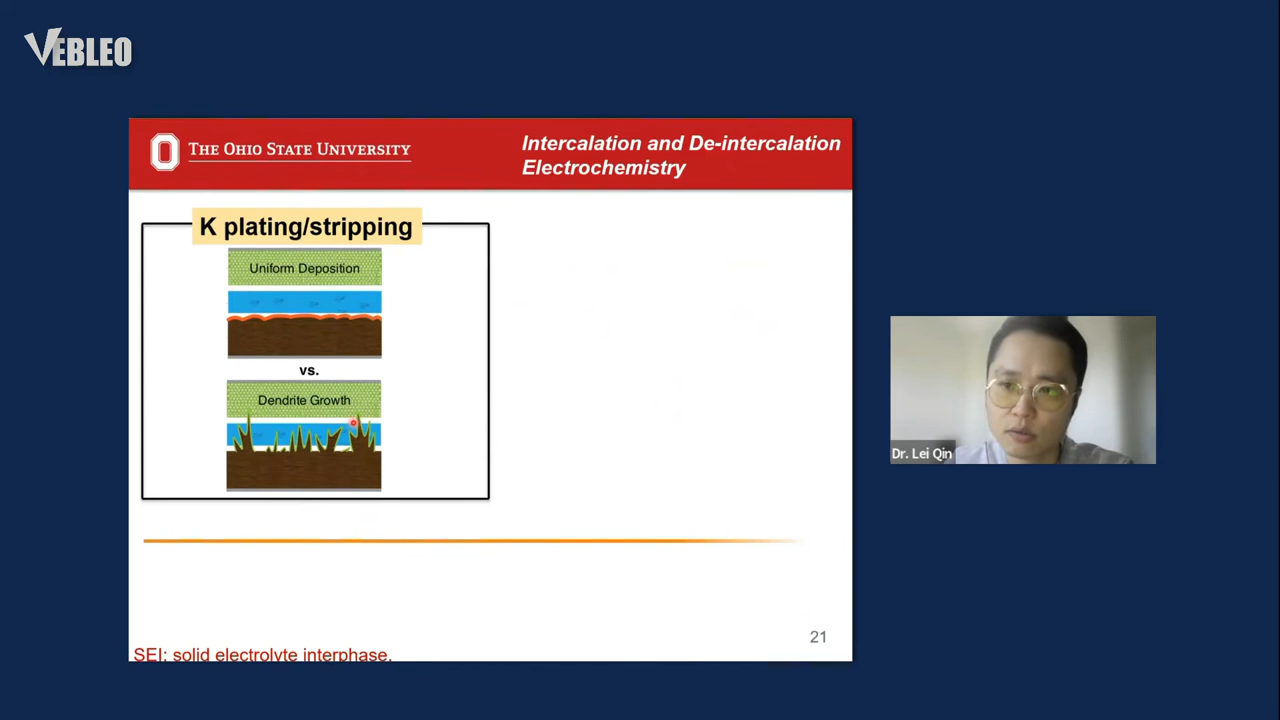 VEBLEO
THE OHIO STATE UNIVERSITY
Intercalation and De-intercalation
Electrochemistry
K plating/stripping
Uniform Deposition
vs.
Dendrite Growth
Dr. Lei Qin
21
SEI: solid electrolyte interphase.